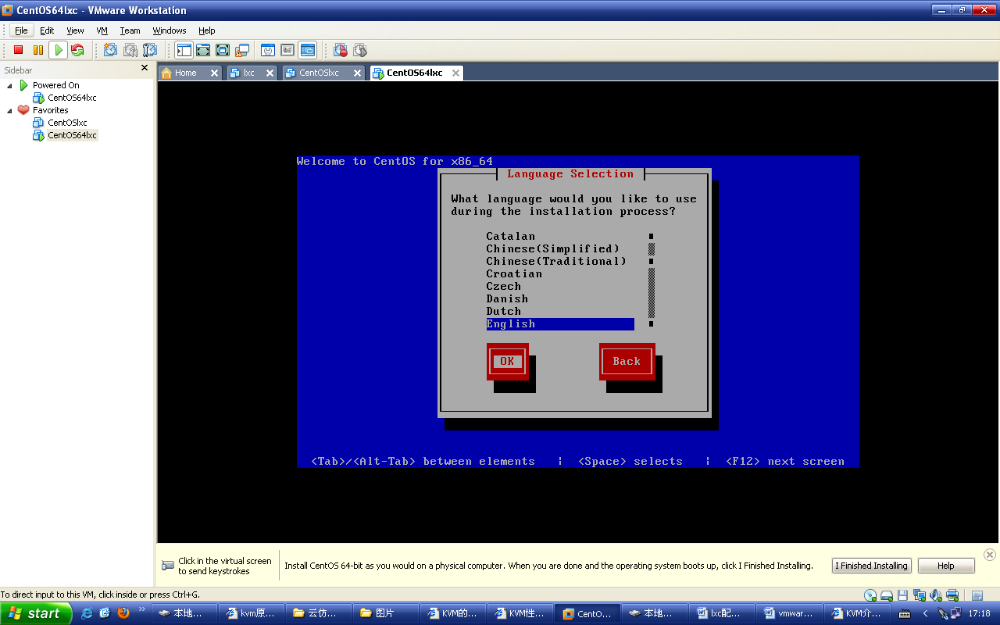 CentOS64lxc - VMware Workstation
File Edit View VM Team Windows Help
Sidebar
Home lxc CentOSlxc CentOS64lxc
Powered On
CentOS64lxc
Favorites
CentOSlxc
CentOS64lxc
Welcome to CentOS for x86_64
Language Selection
What language would you like to use
during the installation process?
Catalan
Chinese(Simplified)
Chinese(Traditional)
Croatian
Czech
Danish
Dutch
English
OK Back
<Tab>/<Alt-Tab> between elements | <Space> selects | <F12> next screen
Click in the virtual screen
to send keystrokes
Install CentOS 64-bit as you would on a physical computer. When you are done and the operating system boots up, click I Finished Installing.
I Finished Installing Help
To direct input to this VM, click inside or press Ctrl+G.
start 本地... kvm原... 云仿... 图片 KVM的... KVM性... CentO... 本地... lxc配... vmwar... KVM介... 17:18